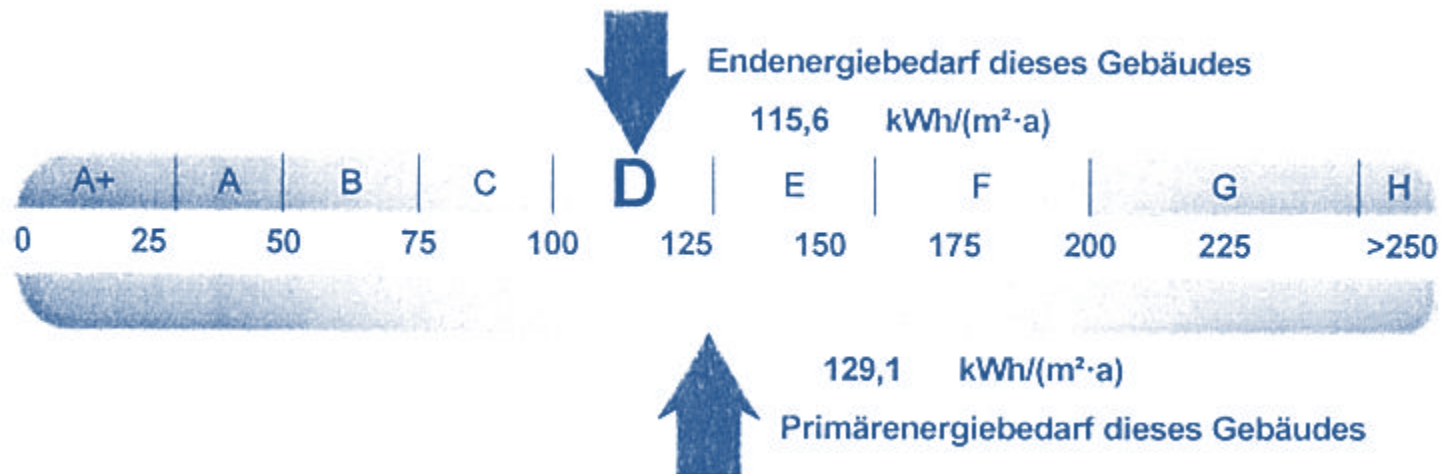 Endenergiebedarf dieses Gebäudes
115,6 kWh/(m²·a)
A+ A B C D E F G H
0 25 50 75 100 125 150 175 200 225 >250
129,1 kWh/(m²·a)
Primärenergiebedarf dieses Gebäudes